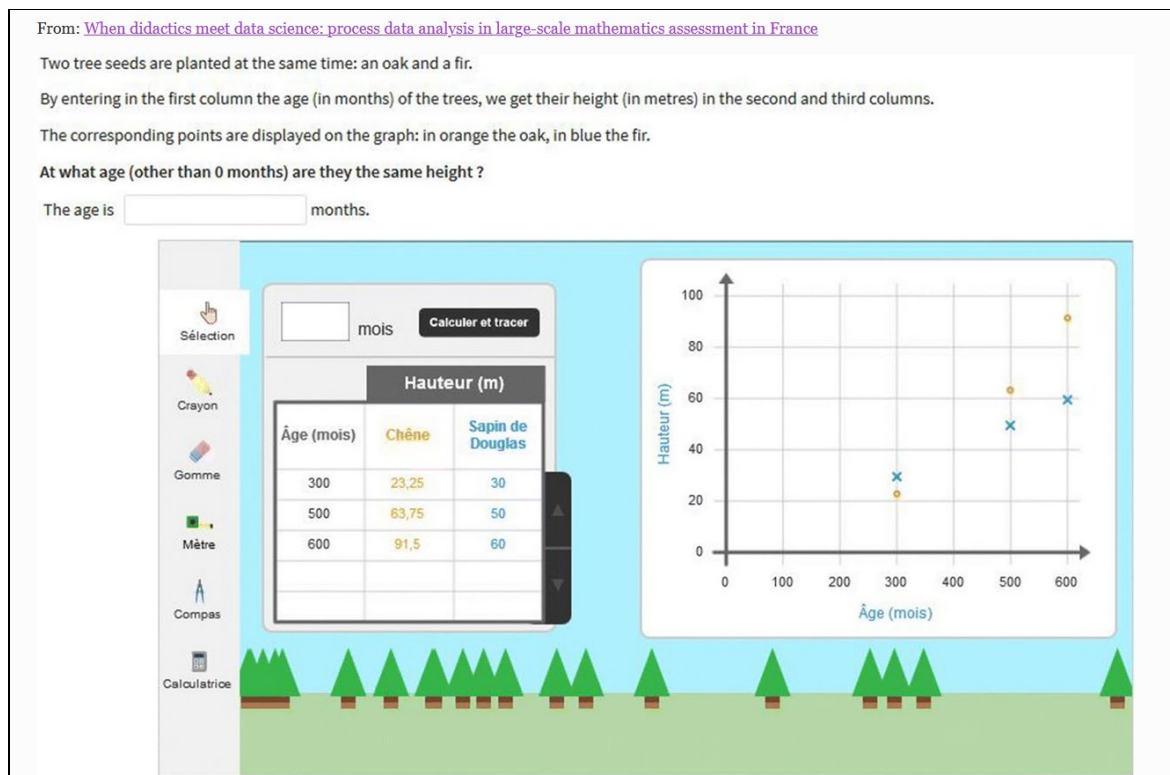 From: When didactics meet data science: process data analysis in large-scale mathematics assessment in France
Two tree seeds are planted at the same time: an oak and a fir.
By entering in the first column the age (in months) of the trees, we get their height (in metres) in the second and third columns.
The corresponding points are displayed on the graph: in orange the oak, in blue the fir.
At what age (other than 0 months) are they the same height ?
The age is months.
Sélection
Crayon
Gomme
Mètre
Compas
Calculatrice
mois Calculer et tracer
Hauteur (m)
Âge (mois) Chêne Sapin de Douglas
300 23,25 30
500 63,75 50
600 91,5 60
Hauteur (m)
100
80
60
40
20
0
0 100 200 300 400 500 600
Âge (mois)